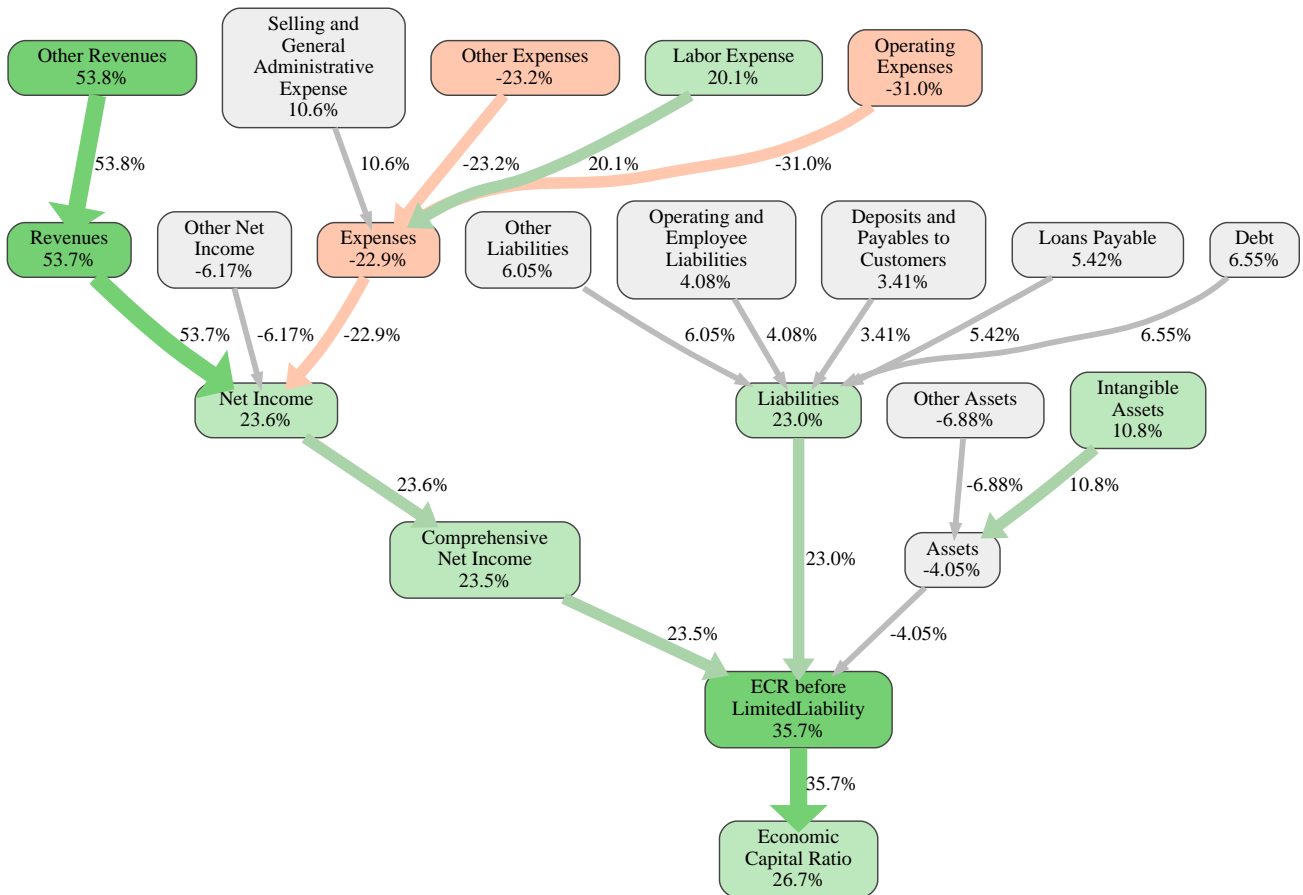 Other Revenues
53.8%
Selling and
General
Administrative
Expense
10.6%
Other Expenses
-23.2%
Labor Expense
20.1%
Operating
Expenses
-31.0%
53.8%
10.6%
-23.2%
20.1%
-31.0%
Revenues
53.7%
Other Net
Income
-6.17%
Expenses
-22.9%
Other
Liabilities
6.05%
Operating and
Employee
Liabilities
4.08%
Deposits and
Payables to
Customers
3.41%
Loans Payable
5.42%
Debt
6.55%
53.7%
-6.17%
-22.9%
6.05%
4.08%
3.41%
5.42%
6.55%
Net Income
23.6%
Liabilities
23.0%
Other Assets
-6.88%
Intangible
Assets
10.8%
23.6%
-6.88%
10.8%
Comprehensive
Net Income
23.5%
23.0%
Assets
-4.05%
23.5%
-4.05%
ECR before
LimitedLiability
35.7%
35.7%
Economic
Capital Ratio
26.7%